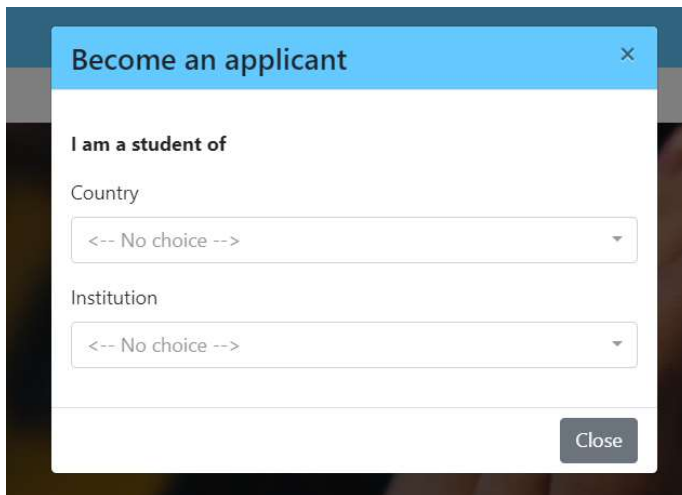 Become an applicant ×
I am a student of
Country
<-- No choice -->
Institution
<-- No choice -->
Close